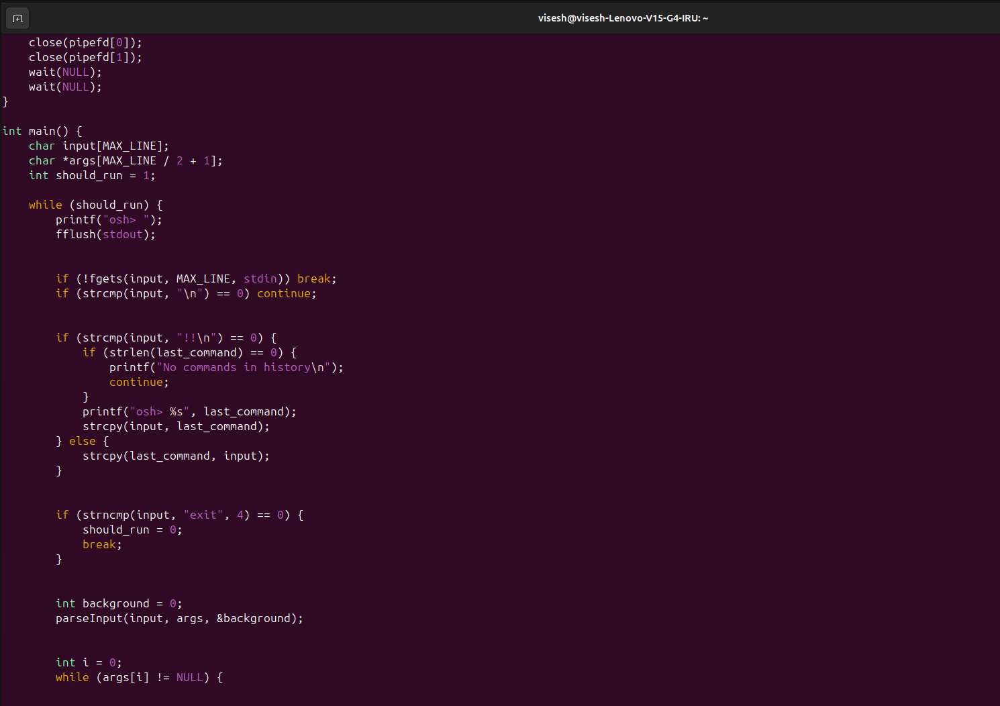 visesh@visesh-Lenovo-V15-G4-IRU: ~
    close(pipefd[0]);
    close(pipefd[1]);
    wait(NULL);
    wait(NULL);
}
int main() {
    char input[MAX_LINE];
    char *args[MAX_LINE / 2 + 1];
    int should_run = 1;
    while (should_run) {
        printf("osh> ");
        fflush(stdout);
        if (!fgets(input, MAX_LINE, stdin)) break;
        if (strcmp(input, "\n") == 0) continue;
        if (strcmp(input, "!!\n") == 0) {
            if (strlen(last_command) == 0) {
                printf("No commands in history\n");
                continue;
            }
            printf("osh> %s", last_command);
            strcpy(input, last_command);
        } else {
            strcpy(last_command, input);
        }
        if (strncmp(input, "exit", 4) == 0) {
            should_run = 0;
            break;
        }
        int background = 0;
        parseInput(input, args, &background);
        int i = 0;
        while (args[i] != NULL) {